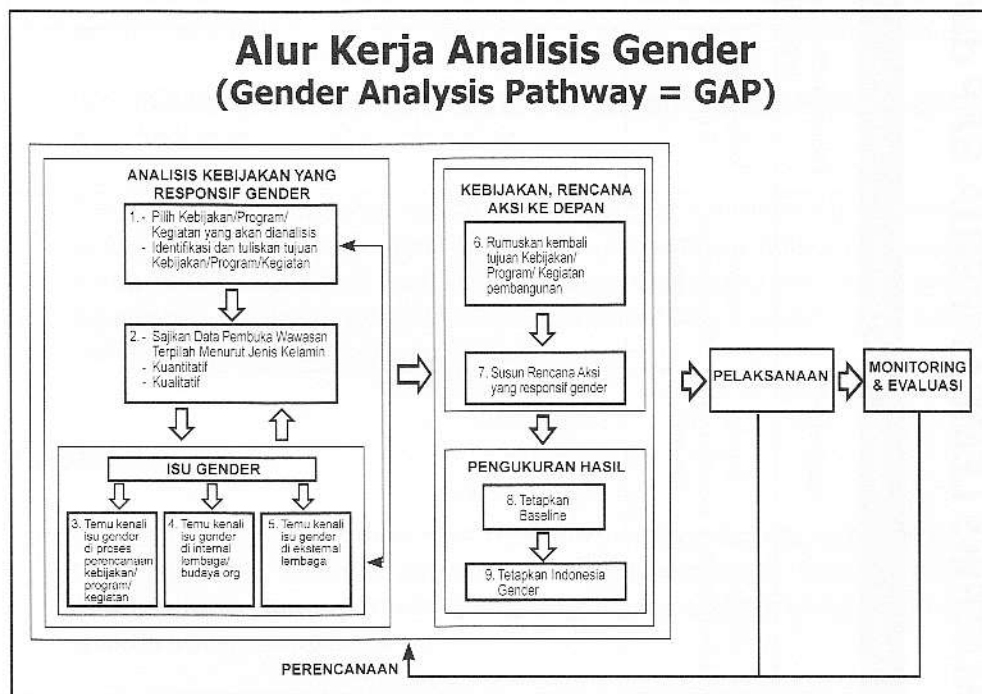 Alur Kerja Analisis Gender
(Gender Analysis Pathway = GAP)
ANALISIS KEBIJAKAN YANG
RESPONSIF GENDER
1. - Pilih Kebijakan/Program/
Kegiatan yang akan dianalisis
- Identifikasi dan tuliskan tujuan
Kebijakan/Program/Kegiatan
2. - Sajikan Data Pembuka Wawasan
Terpilah Menurut Jenis Kelamin
- Kuantitatif
- Kualitatif
ISU GENDER
3. Temu kenali
isu gender
di proses
perencanaan
kebijakan/
program/
kegiatan
4. Temu kenali
isu gender
di internal
lembaga/
budaya org
5. Temu kenali
isu gender
di eksternal
lembaga
KEBIJAKAN, RENCANA
AKSI KE DEPAN
6. Rumuskan kembali
tujuan Kebijakan/
Program/ Kegiatan
pembangunan
7. Susun Rencana Aksi
yang responsif gender
PENGUKURAN HASIL
8. Tetapkan
Baseline
9. Tetapkan Indonesia
Gender
PELAKSANAAN
MONITORING
& EVALUASI
PERENCANAAN